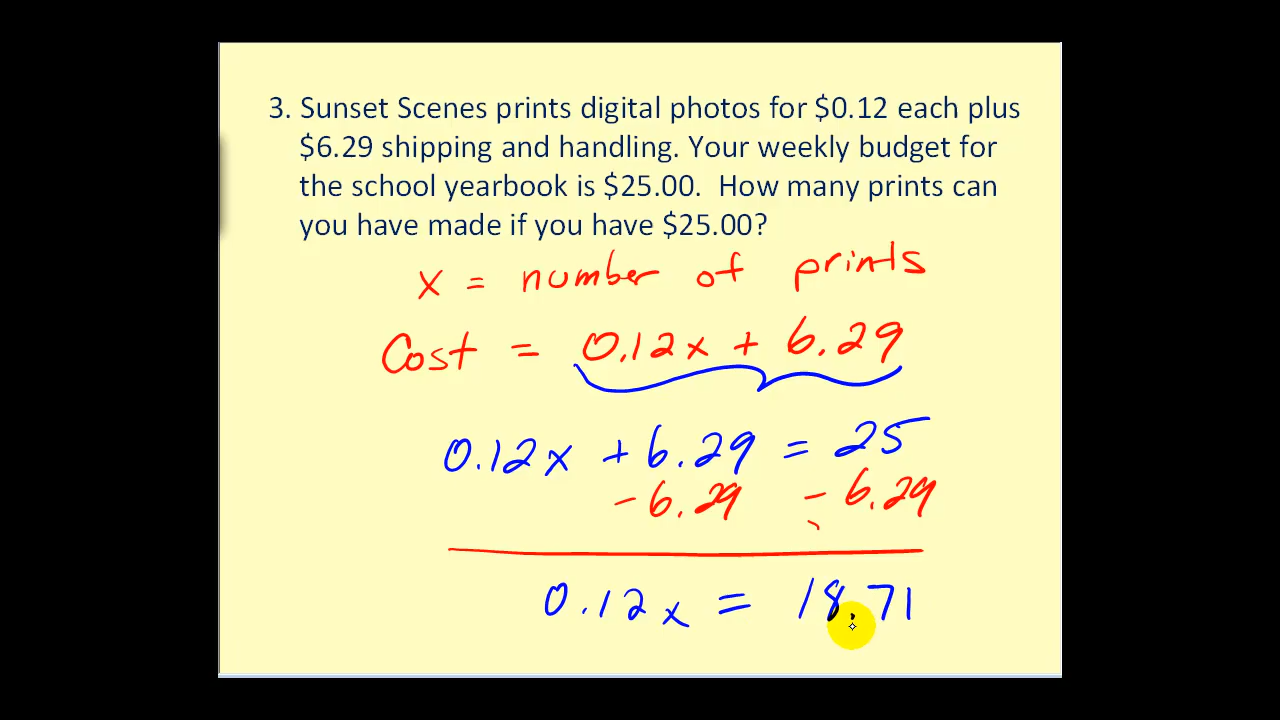 3. Sunset Scenes prints digital photos for $0.12 each plus
$6.29 shipping and handling. Your weekly budget for
the school yearbook is $25.00. How many prints can
you have made if you have $25.00?
x = number of prints
Cost = 0.12x + 6.29
0.12x + 6.29 = 25
- 6.29 - 6.29
0.12x = 18.71